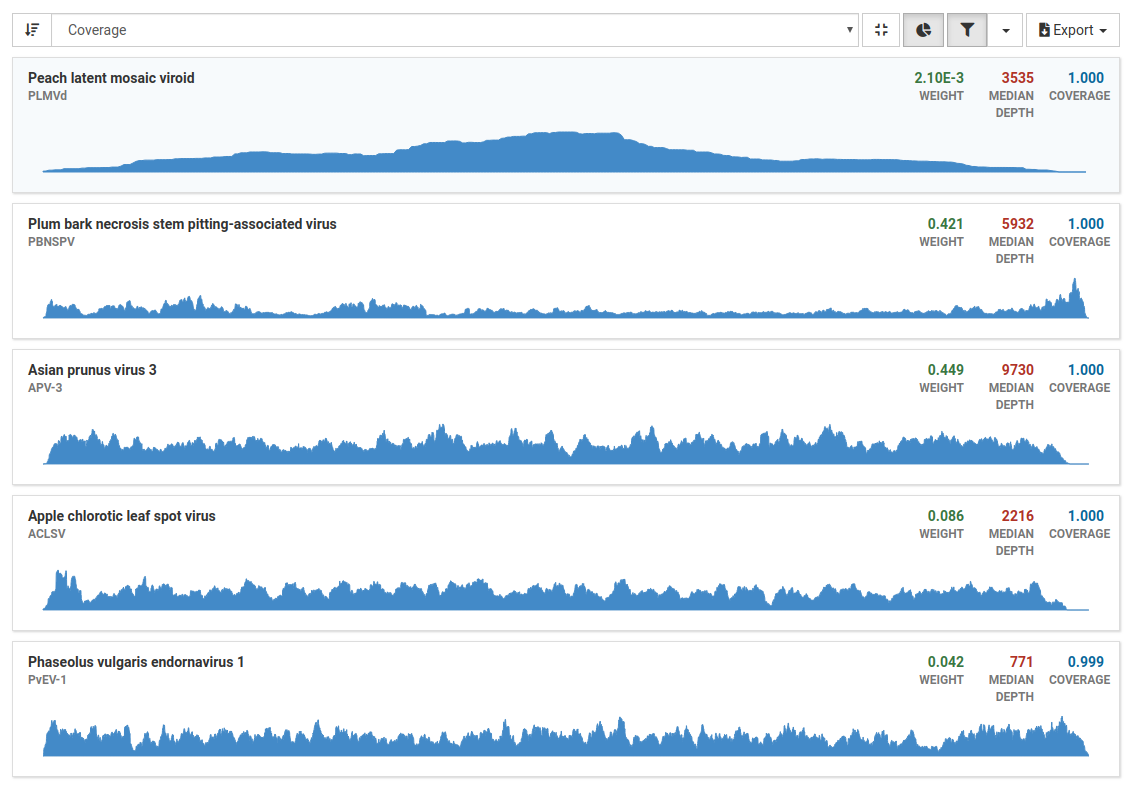 Coverage
Export
Peach latent mosaic viroid 2.10E-3 3535 1.000
PLMVd WEIGHT MEDIAN COVERAGE
DEPTH
Plum bark necrosis stem pitting-associated virus 0.421 5932 1.000
PBNSPV WEIGHT MEDIAN COVERAGE
DEPTH
Asian prunus virus 3 0.449 9730 1.000
APV-3 WEIGHT MEDIAN COVERAGE
DEPTH
Apple chlorotic leaf spot virus 0.086 2216 1.000
ACLSV WEIGHT MEDIAN COVERAGE
DEPTH
Phaseolus vulgaris endornavirus 1 0.042 771 0.999
PvEV-1 WEIGHT MEDIAN COVERAGE
DEPTH